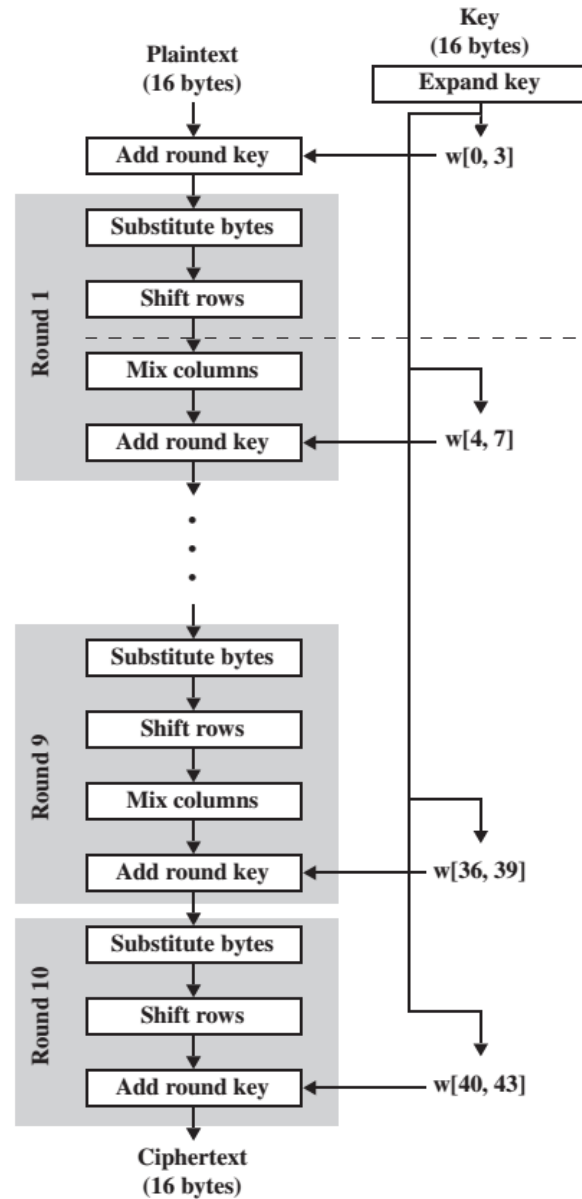 Key
(16 bytes)
Plaintext
(16 bytes)
Expand key
Add round key
w[0, 3]
Round 1
Substitute bytes
Shift rows
Mix columns
Add round key
w[4, 7]
Round 9
Substitute bytes
Shift rows
Mix columns
Add round key
w[36, 39]
Round 10
Substitute bytes
Shift rows
Add round key
w[40, 43]
Ciphertext
(16 bytes)